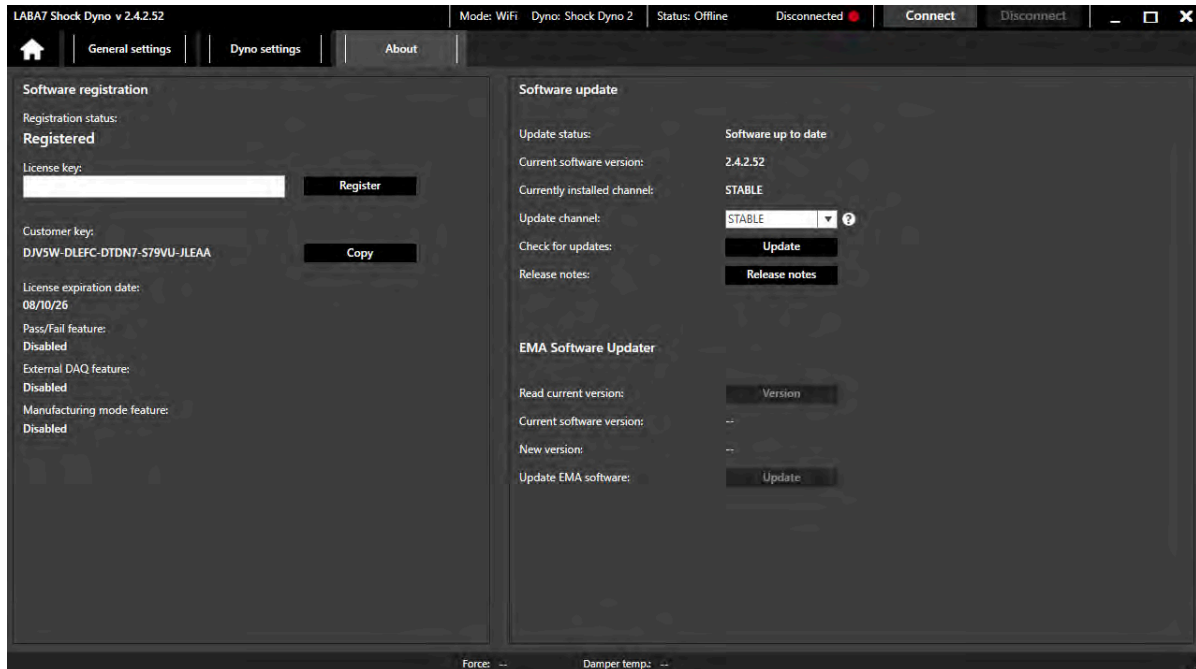 LABA7 Shock Dyno v 2.4.2.52
Mode: WiFi Dyno: Shock Dyno 2 Status: Offline Disconnected Connect Disconnect
General settings Dyno settings About
Software registration
Registration status:
Registered
License key:
Register
Customer key:
DJV5W-DLEFC-DTDN7-S79VU-JLEAA Copy
License expiration date:
08/10/26
Pass/Fail feature:
Disabled
External DAQ feature:
Disabled
Manufacturing mode feature:
Disabled
Software update
Update status: Software up to date
Current software version: 2.4.2.52
Currently installed channel: STABLE
Update channel: STABLE ?
Check for updates: Update
Release notes: Release notes
EMA Software Updater
Read current version: Version
Current software version: --
New version: --
Update EMA software: Update
Force: -- Damper temp.: --